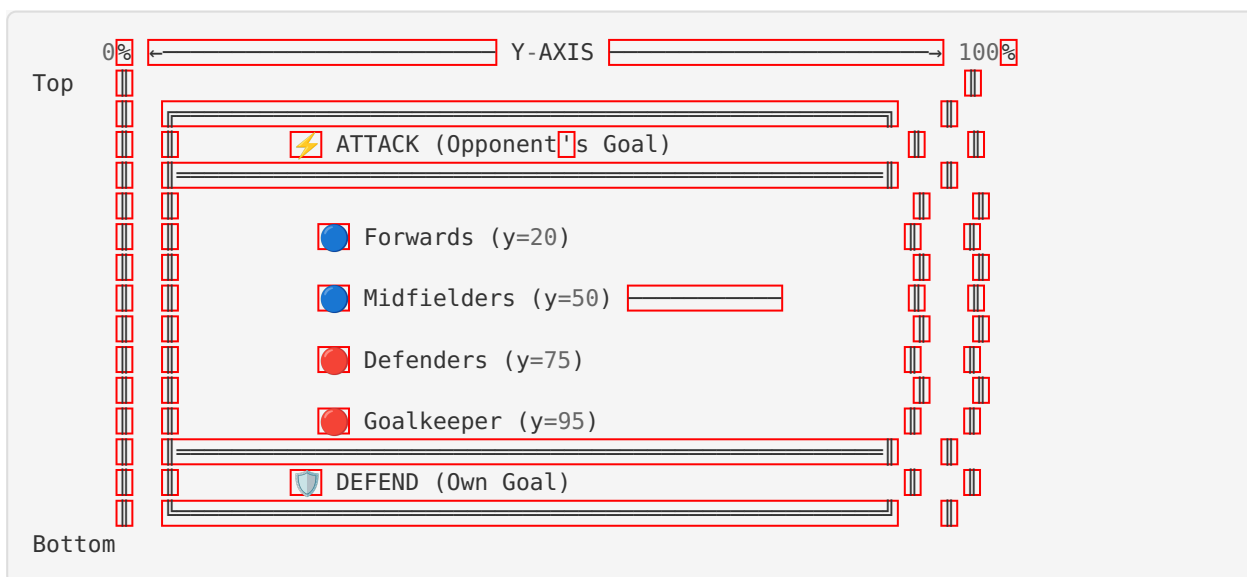 0% ←────────────────────── Y-AXIS ─────────────────────→ 100%
Top ║ ║
║ ╔═══════════════════════════════════════════════╗ ║
║ ║ ⚡ ATTACK (Opponent's Goal) ║ ║
║ ║═══════════════════════════════════════════════║ ║
║ ║ ║ ║
║ ║ 🔵 Forwards (y=20) ║ ║
║ ║ ║ ║
║ ║ 🔵 Midfielders (y=50) ────────── ║ ║
║ ║ ║ ║
║ ║ 🔴 Defenders (y=75) ║ ║
║ ║ ║ ║
║ ║ 🔴 Goalkeeper (y=95) ║ ║
║ ║═══════════════════════════════════════════════║ ║
║ ║ 🛡️ DEFEND (Own Goal) ║ ║
║ ╚═══════════════════════════════════════════════╝ ║
Bottom